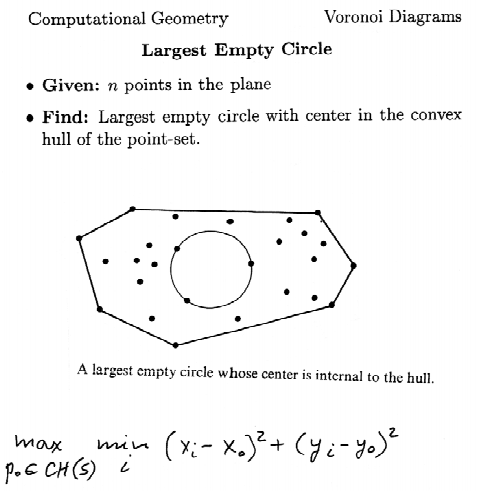 Computational Geometry Voronoi Diagrams
Largest Empty Circle
• Given: n points in the plane
• Find: Largest empty circle with center in the convex
hull of the point-set.
A largest empty circle whose center is internal to the hull.
max min (xᵢ - x₀)² + (yᵢ - y₀)²
p₀ ∈ CH(S) i